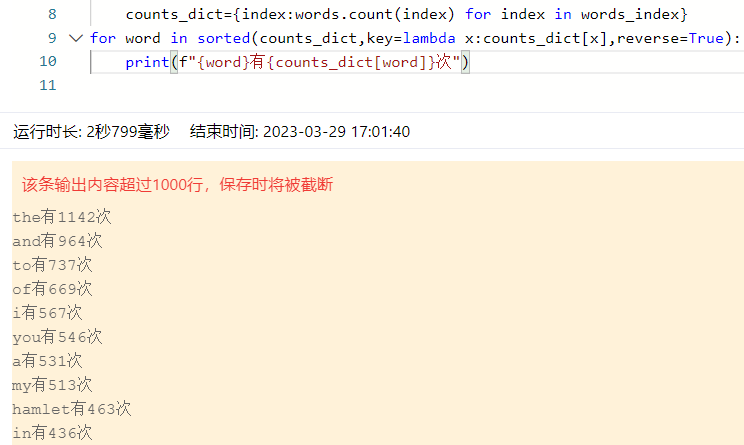 8 counts_dict={index:words.count(index) for index in words_index}
9 for word in sorted(counts_dict,key=lambda x:counts_dict[x],reverse=True):
10 print(f"{word}有{counts_dict[word]}次")
11
运行时长: 2秒799毫秒 结束时间: 2023-03-29 17:01:40
该条输出内容超过1000行，保存时将被截断
the有1142次
and有964次
to有737次
of有669次
i有567次
you有546次
a有531次
my有513次
hamlet有463次
in有436次